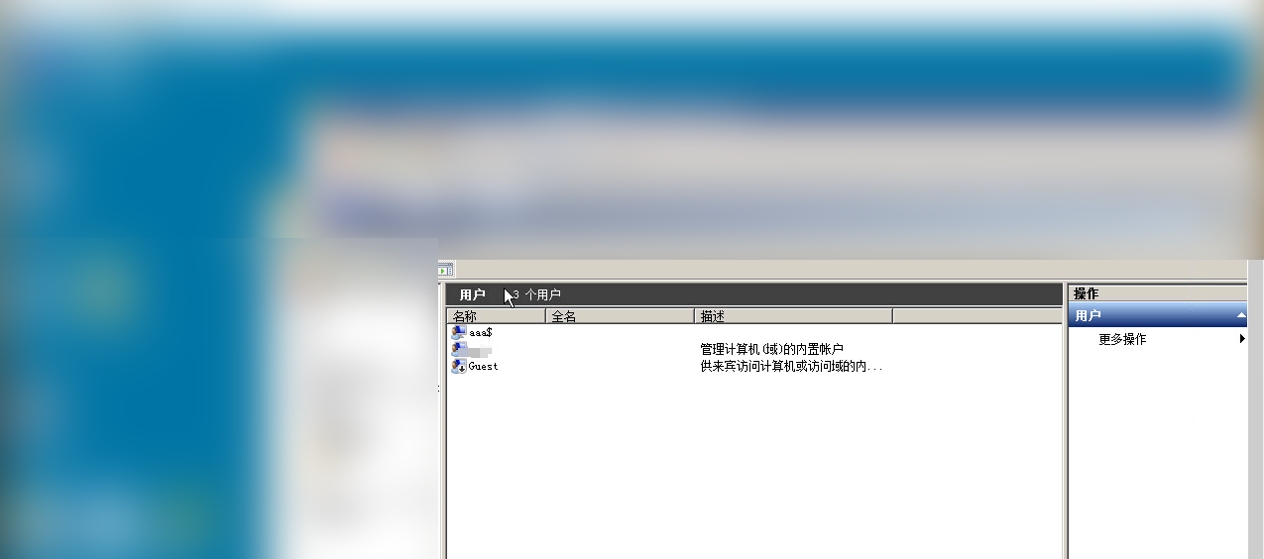 用户 3 个用户
名称 全名 描述
aaa$
管理计算机(域)的内置帐户
Guest 供来宾访问计算机或访问域的内...
操作
用户
更多操作